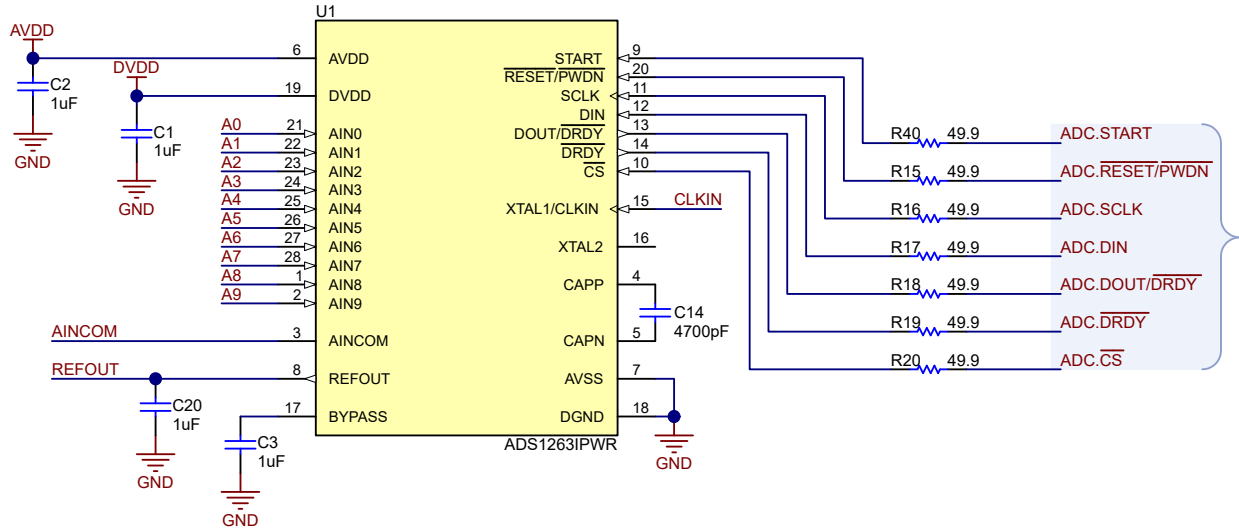 U1
AVDD
6 AVDD
C2
1uF
GND
DVDD
19 DVDD
C1
1uF
GND
A0 21 AIN0
A1 22 AIN1
A2 23 AIN2
A3 24 AIN3
A4 25 AIN4
A5 26 AIN5
A6 27 AIN6
A7 28 AIN7
A8 1 AIN8
A9 2 AIN9
AINCOM 3 AINCOM
REFOUT 8 REFOUT
C20
1uF
GND
17 BYPASS
C3
1uF
GND
START 9
RESET/PWDN 20
SCLK 11
DIN 12
DOUT/DRDY 13
DRDY 14
CS 10
XTAL1/CLKIN 15 CLKIN
XTAL2 16
CAPP 4
C14
4700pF
CAPN 5
AVSS 7
DGND 18
GND
ADS1263IPWR
R40 49.9 ADC.START
R15 49.9 ADC.RESET/PWDN
R16 49.9 ADC.SCLK
R17 49.9 ADC.DIN
R18 49.9 ADC.DOUT/DRDY
R19 49.9 ADC.DRDY
R20 49.9 ADC.CS